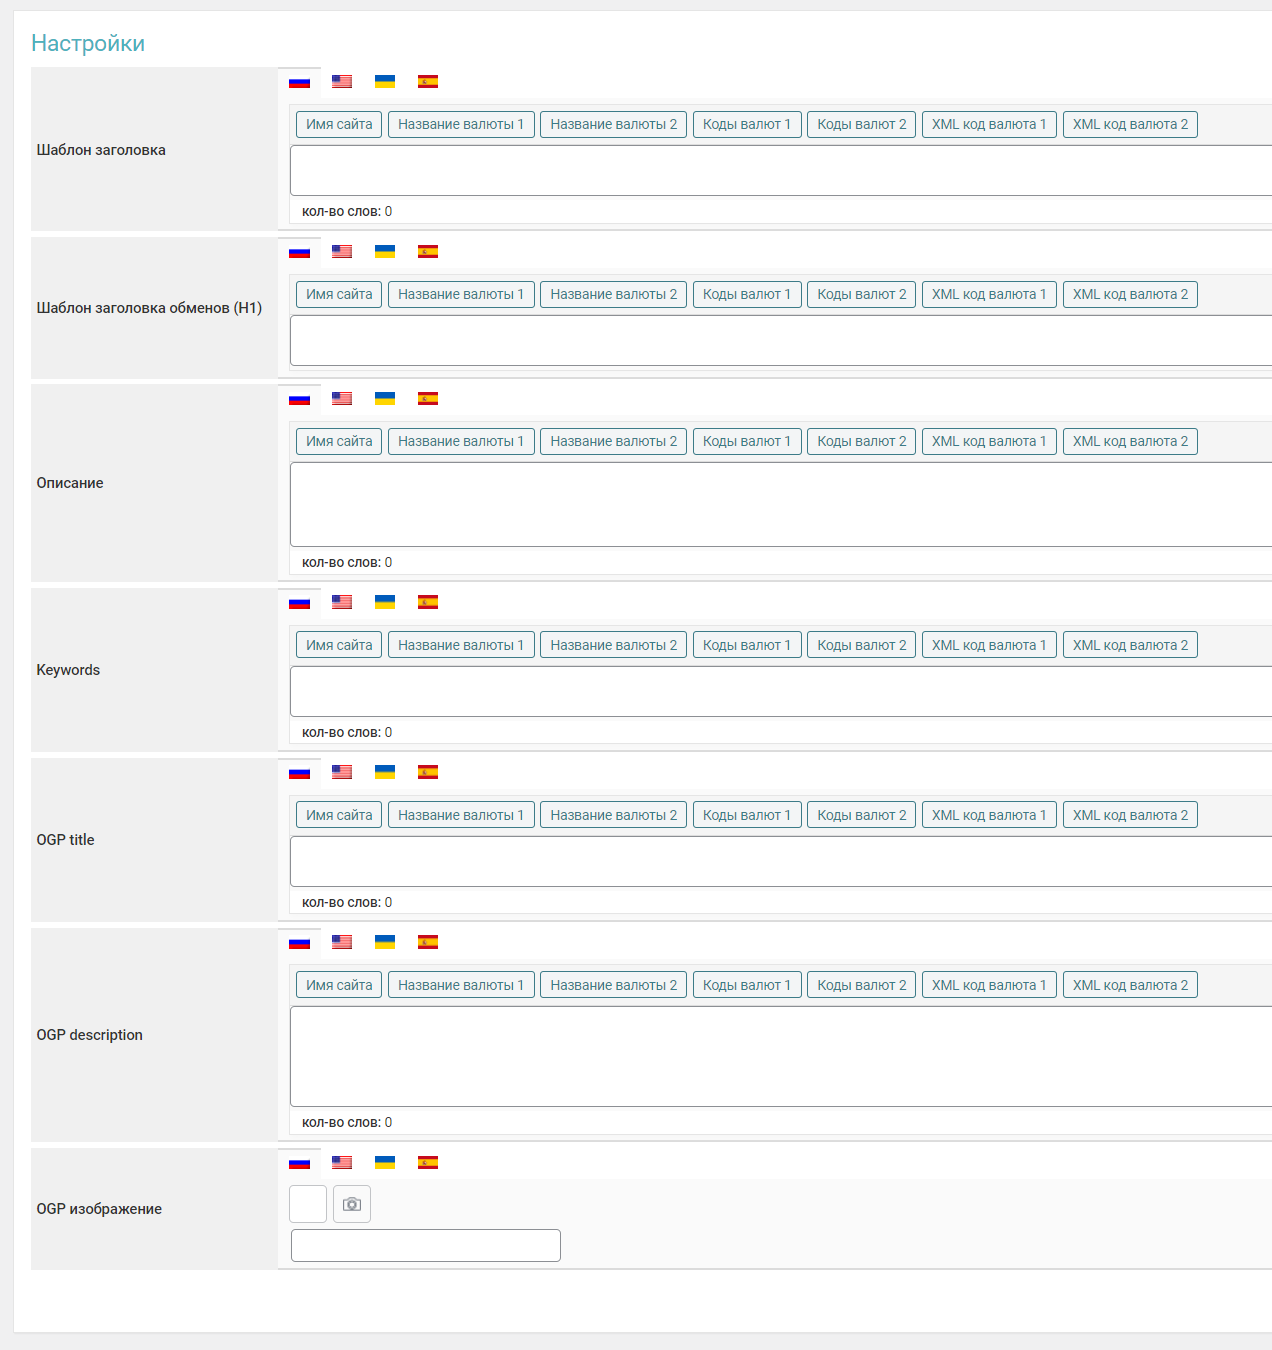 Настройки
Шаблон заголовка
Имя сайта Название валюты 1 Название валюты 2 Коды валют 1 Коды валют 2 XML код валюта 1 XML код валюта 2
кол-во слов: 0
Шаблон заголовка обменов (H1)
Имя сайта Название валюты 1 Название валюты 2 Коды валют 1 Коды валют 2 XML код валюта 1 XML код валюта 2
Описание
Имя сайта Название валюты 1 Название валюты 2 Коды валют 1 Коды валют 2 XML код валюта 1 XML код валюта 2
кол-во слов: 0
Keywords
Имя сайта Название валюты 1 Название валюты 2 Коды валют 1 Коды валют 2 XML код валюта 1 XML код валюта 2
кол-во слов: 0
OGP title
Имя сайта Название валюты 1 Название валюты 2 Коды валют 1 Коды валют 2 XML код валюта 1 XML код валюта 2
кол-во слов: 0
OGP description
Имя сайта Название валюты 1 Название валюты 2 Коды валют 1 Коды валют 2 XML код валюта 1 XML код валюта 2
кол-во слов: 0
OGP изображение